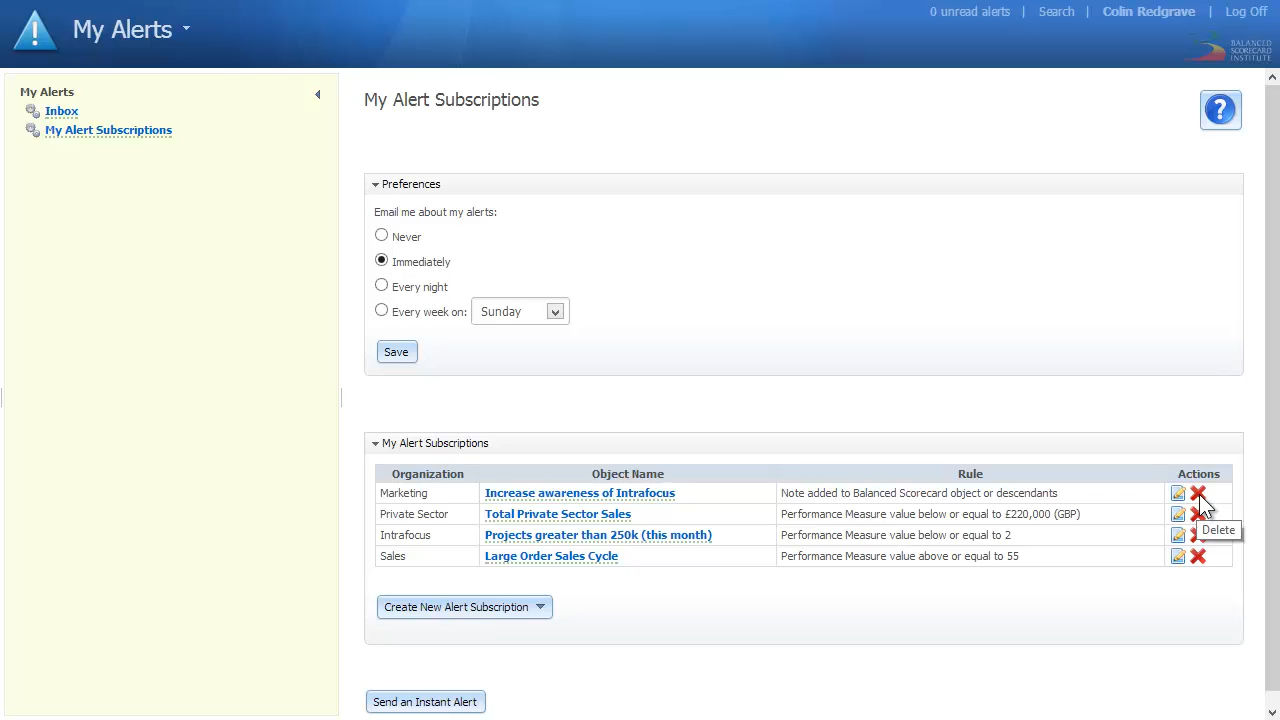 My Alerts
0 unread alerts | Search | Colin Redgrave | Log Off
BALANCED
SCORECARD
INSTITUTE
My Alerts
Inbox
My Alert Subscriptions
My Alert Subscriptions
?
Preferences
Email me about my alerts:
Never
Immediately
Every night
Every week on: Sunday
Save
My Alert Subscriptions
Organization Object Name Rule Actions
Marketing Increase awareness of Intrafocus Note added to Balanced Scorecard object or descendants
Private Sector Total Private Sector Sales Performance Measure value below or equal to £220,000 (GBP)
Intrafocus Projects greater than 250k (this month) Performance Measure value below or equal to 2
Delete
Sales Large Order Sales Cycle Performance Measure value above or equal to 55
Create New Alert Subscription
Send an Instant Alert